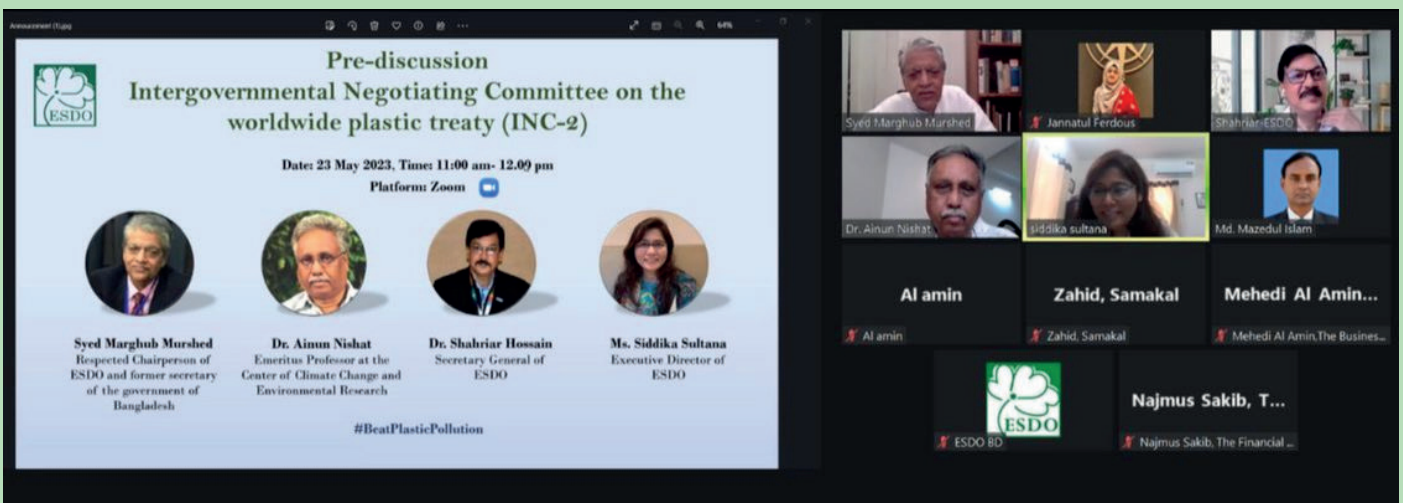 Announcement (1).jpg
64%
ESDO
Pre-discussion
Intergovernmental Negotiating Committee on the
worldwide plastic treaty (INC-2)
Date: 23 May 2023, Time: 11:00 am- 12.09 pm
Platform: Zoom
Syed Marghub Murshed
Respected Chairperson of
ESDO and former secretary
of the government of
Bangladesh
Dr. Ainun Nishat
Emeritus Professor at the
Center of Climate Change and
Environmental Research
Dr. Shahriar Hossain
Secretary General of
ESDO
Ms. Siddika Sultana
Executive Director of
ESDO
#BeatPlasticPollution
Syed Marghub Murshed
Jannatul Ferdous
Shahriar-ESDO
Dr. Ainun Nishat
siddika sultana
Md. Mazedul Islam
Al amin
Al amin
Zahid, Samakal
Zahid, Samakal
Mehedi Al Amin...
Mehedi Al Amin,The Busines...
ESDO
ESDO BD
Najmus Sakib, T...
Najmus Sakib, The Financial ...